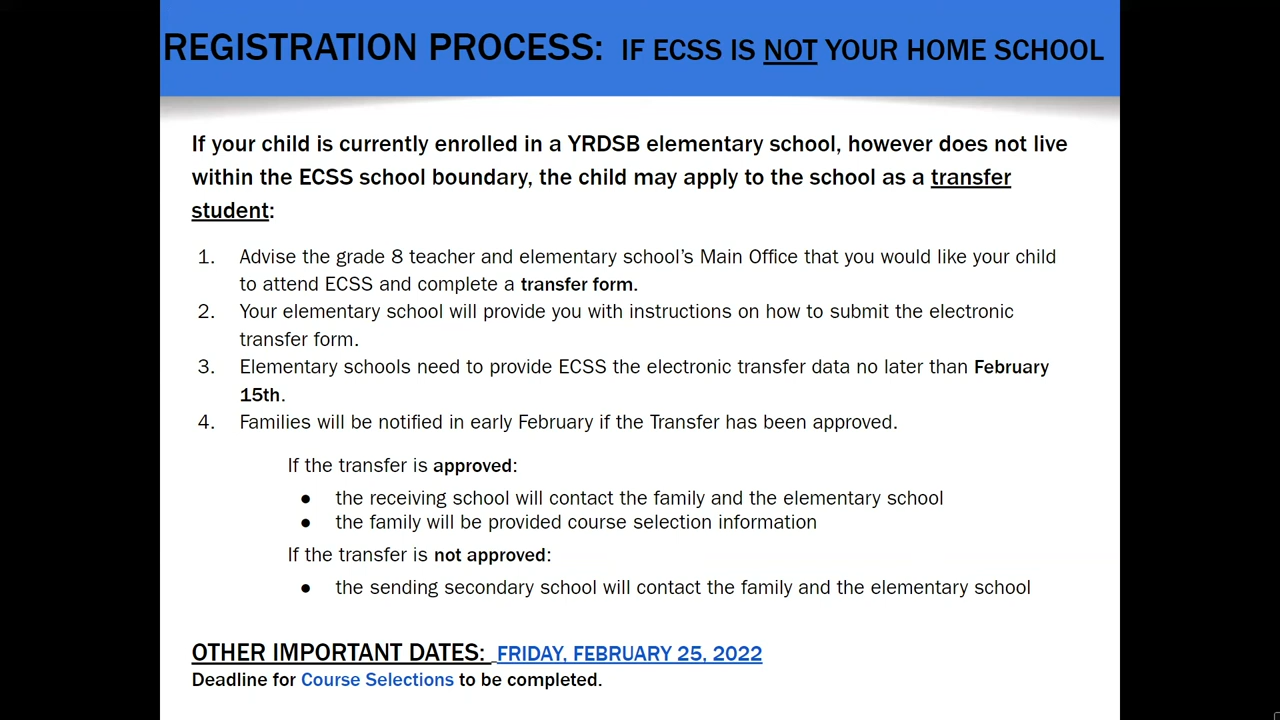 REGISTRATION PROCESS: IF ECSS IS NOT YOUR HOME SCHOOL
If your child is currently enrolled in a YRDSB elementary school, however does not live
within the ECSS school boundary, the child may apply to the school as a transfer
student:
1. Advise the grade 8 teacher and elementary school's Main Office that you would like your child
to attend ECSS and complete a transfer form.
2. Your elementary school will provide you with instructions on how to submit the electronic
transfer form.
3. Elementary schools need to provide ECSS the electronic transfer data no later than February
15th.
4. Families will be notified in early February if the Transfer has been approved.
If the transfer is approved:
● the receiving school will contact the family and the elementary school
● the family will be provided course selection information
If the transfer is not approved:
● the sending secondary school will contact the family and the elementary school
OTHER IMPORTANT DATES: FRIDAY, FEBRUARY 25, 2022
Deadline for Course Selections to be completed.